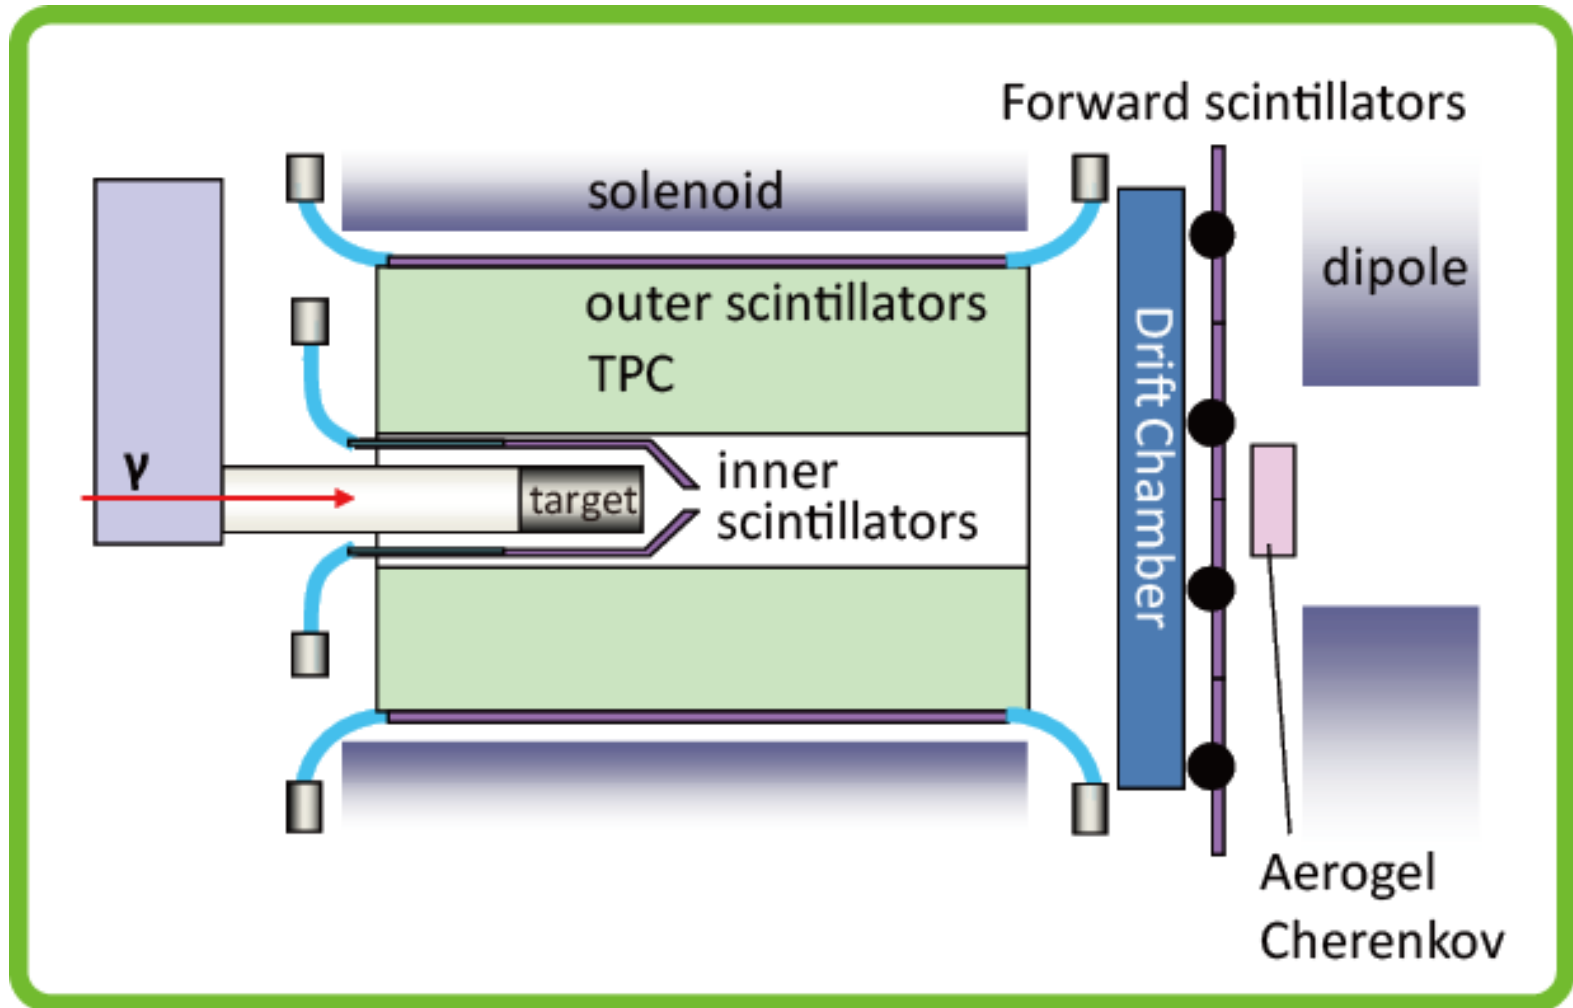 Forward scintillators
solenoid
dipole
outer scintillators
TPC
Drift Chamber
γ
target
inner
scintillators
Aerogel
Cherenkov